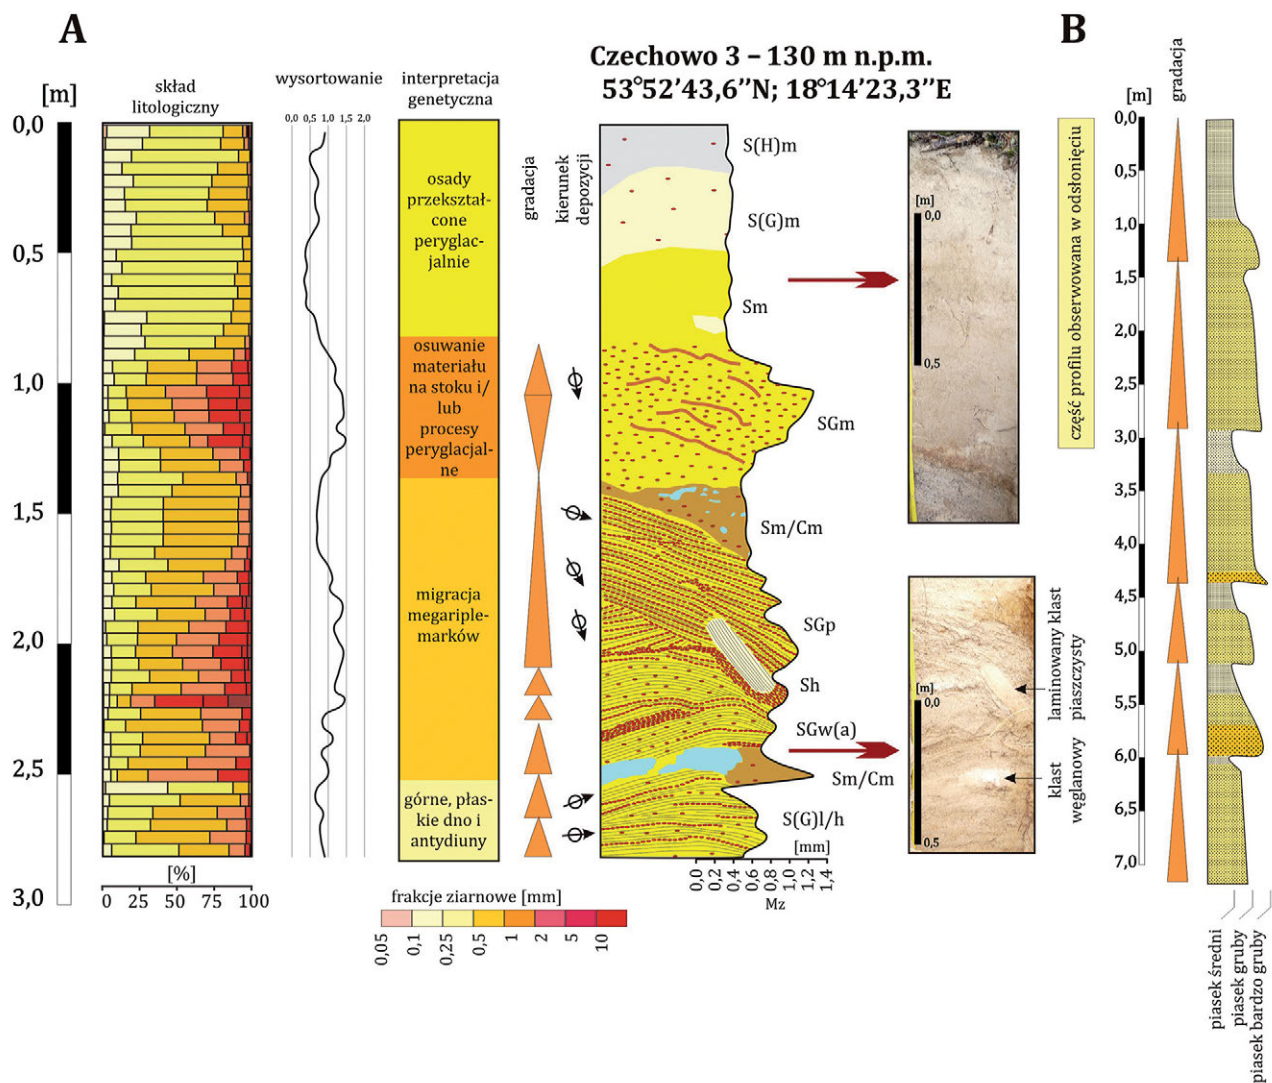 A
B
Czechowo 3 – 130 m n.p.m.
53°52’43,6”N; 18°14’23,3”E
[m]
skład
litologiczny
wysortowanie
0,0 0,5 1,0 1,5 2,0
interpretacja
genetyczna
gradacja
kierunek
depozycji
0,0
0,5
1,0
1,5
2,0
2,5
3,0
[%]
0 25 50 75 100
osady
przekształ-
cone
peryglac-
jalnie
osuwanie
materiału
na stoku i/
lub
procesy
peryglacjal-
ne
migracja
megariple-
marków
górne, płas-
kie dno i
antydiuny
S(H)m
S(G)m
Sm
SGm
Sm/Cm
SGp
Sh
SGw(a)
Sm/Cm
S(G)l/h
[mm]
0,0 0,2 0,4 0,6 0,8 1,0 1,2 1,4
Mz
frakcje ziarnowe [mm]
0,05 0,1 0,25 0,5 1 2 5 10
[m]
0,0
0,5
[m]
0,0
0,5
laminowany klast
piaszczysty
klast
węglanowy
część profilu obserwowana w odsłonięciu
[m]
gradacja
0,0
0,5
1,0
1,5
2,0
2,5
3,0
3,5
4,0
4,5
5,0
5,5
6,0
6,5
7,0
piasek średni
piasek gruby
piasek bardzo gruby